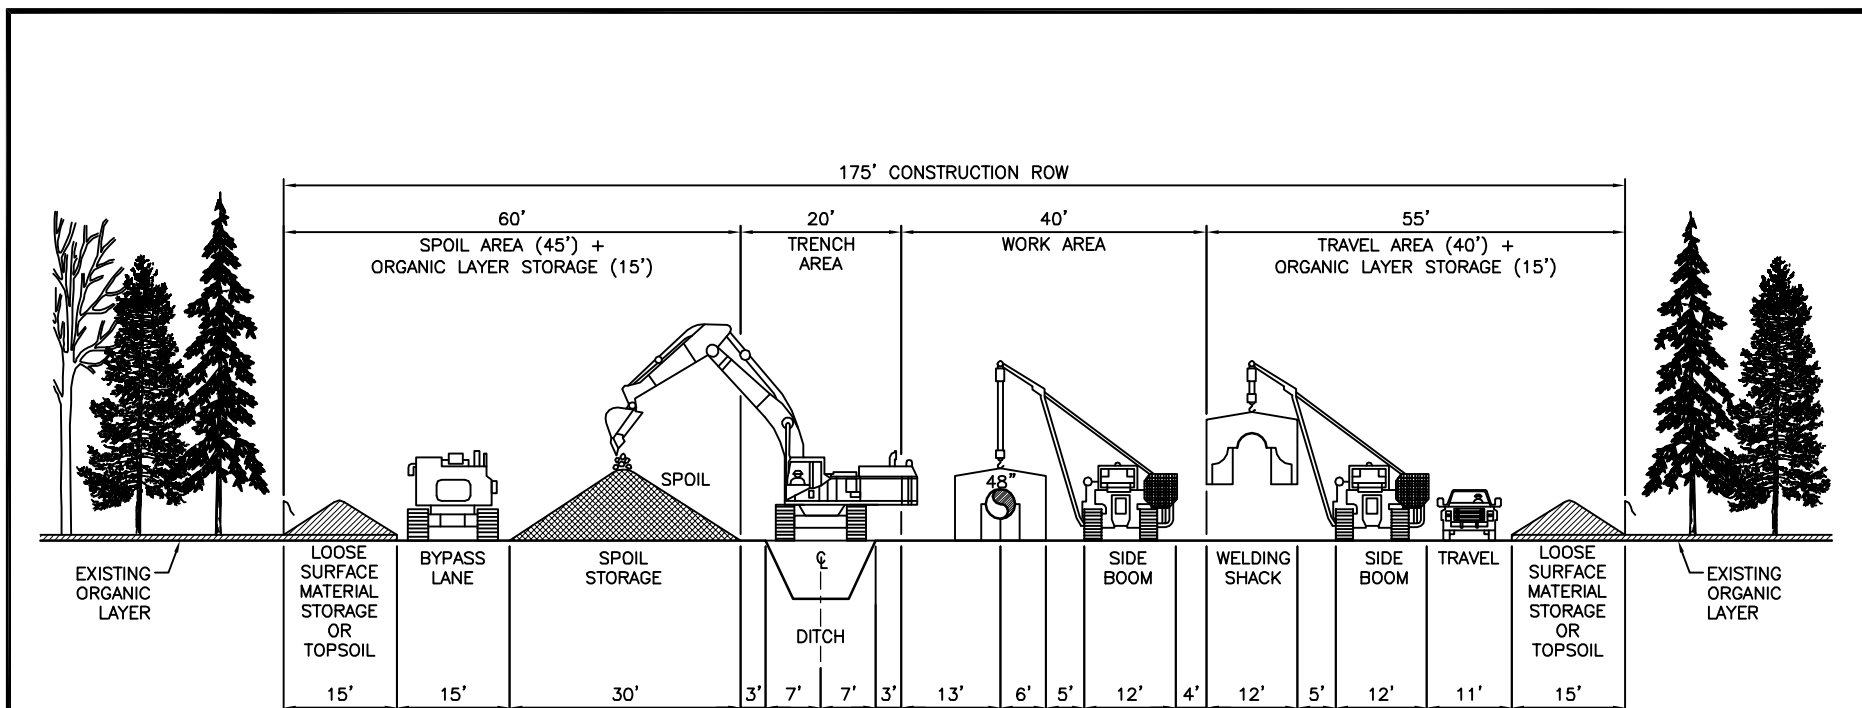 175' CONSTRUCTION ROW
60'
SPOIL AREA (45') +
ORGANIC LAYER STORAGE (15')
20'
TRENCH
AREA
40'
WORK AREA
55'
TRAVEL AREA (40') +
ORGANIC LAYER STORAGE (15')
SPOIL
48"
EXISTING
ORGANIC
LAYER
LOOSE
SURFACE
MATERIAL
STORAGE
OR
TOPSOIL
BYPASS
LANE
SPOIL
STORAGE
℄
DITCH
SIDE
BOOM
WELDING
SHACK
SIDE
BOOM
TRAVEL
LOOSE
SURFACE
MATERIAL
STORAGE
OR
TOPSOIL
EXISTING
ORGANIC
LAYER
15' 15' 30' 3' 7' 7' 3' 13' 6' 5' 12' 4' 12' 5' 12' 11' 15'